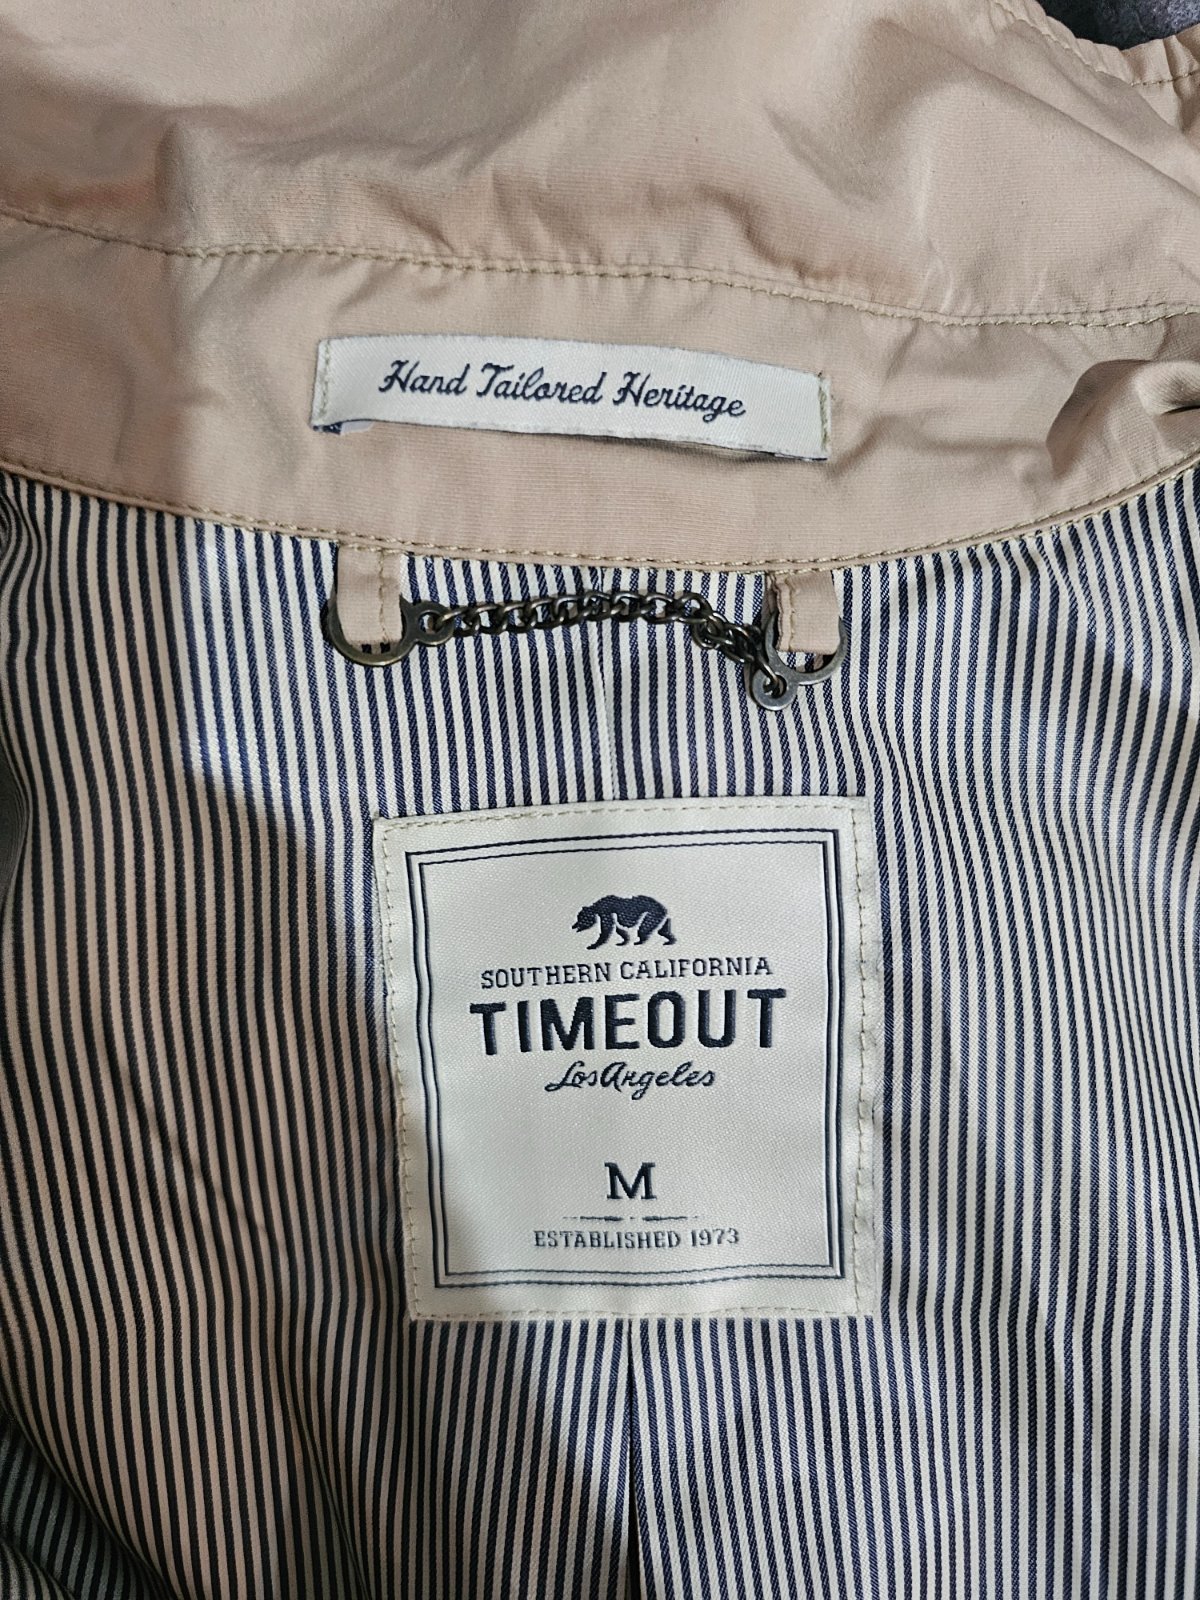 Hand Tailored Heritage
SOUTHERN CALIFORNIA
TIMEOUT
Los Angeles
M
ESTABLISHED 1973